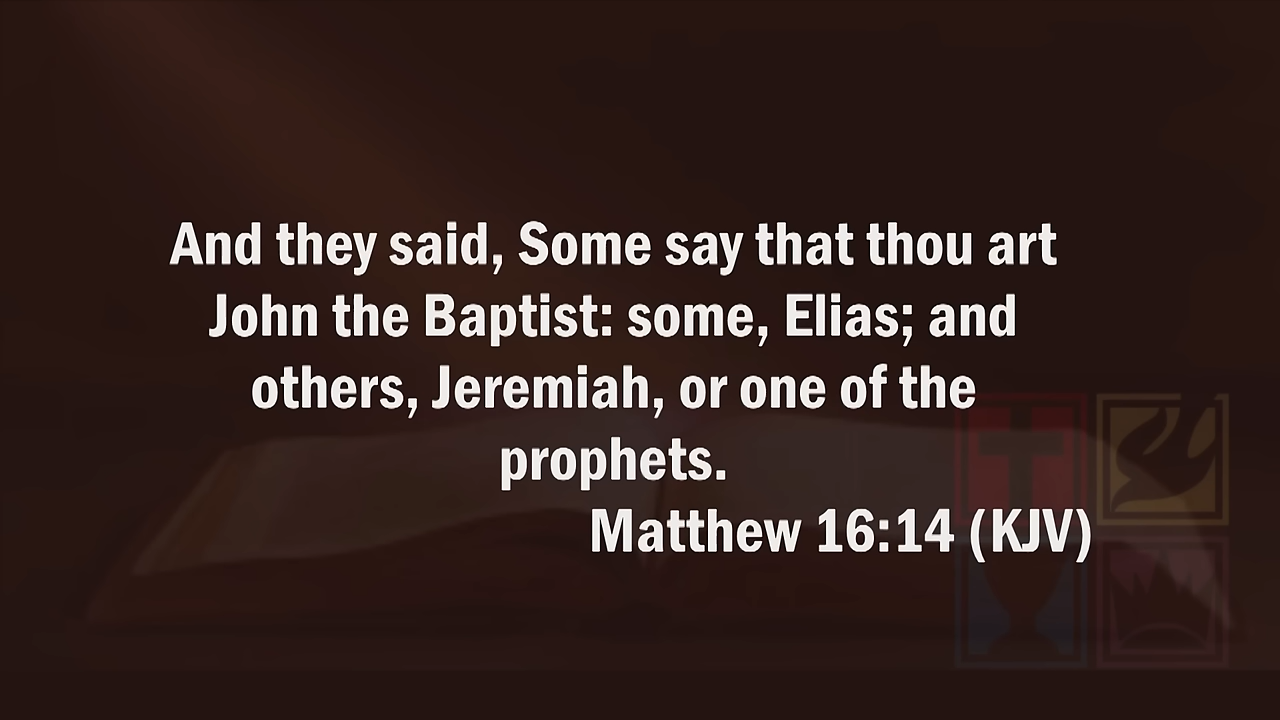 And they said, Some say that thou art
John the Baptist: some, Elias; and
others, Jeremiah, or one of the
prophets.
Matthew 16:14 (KJV)